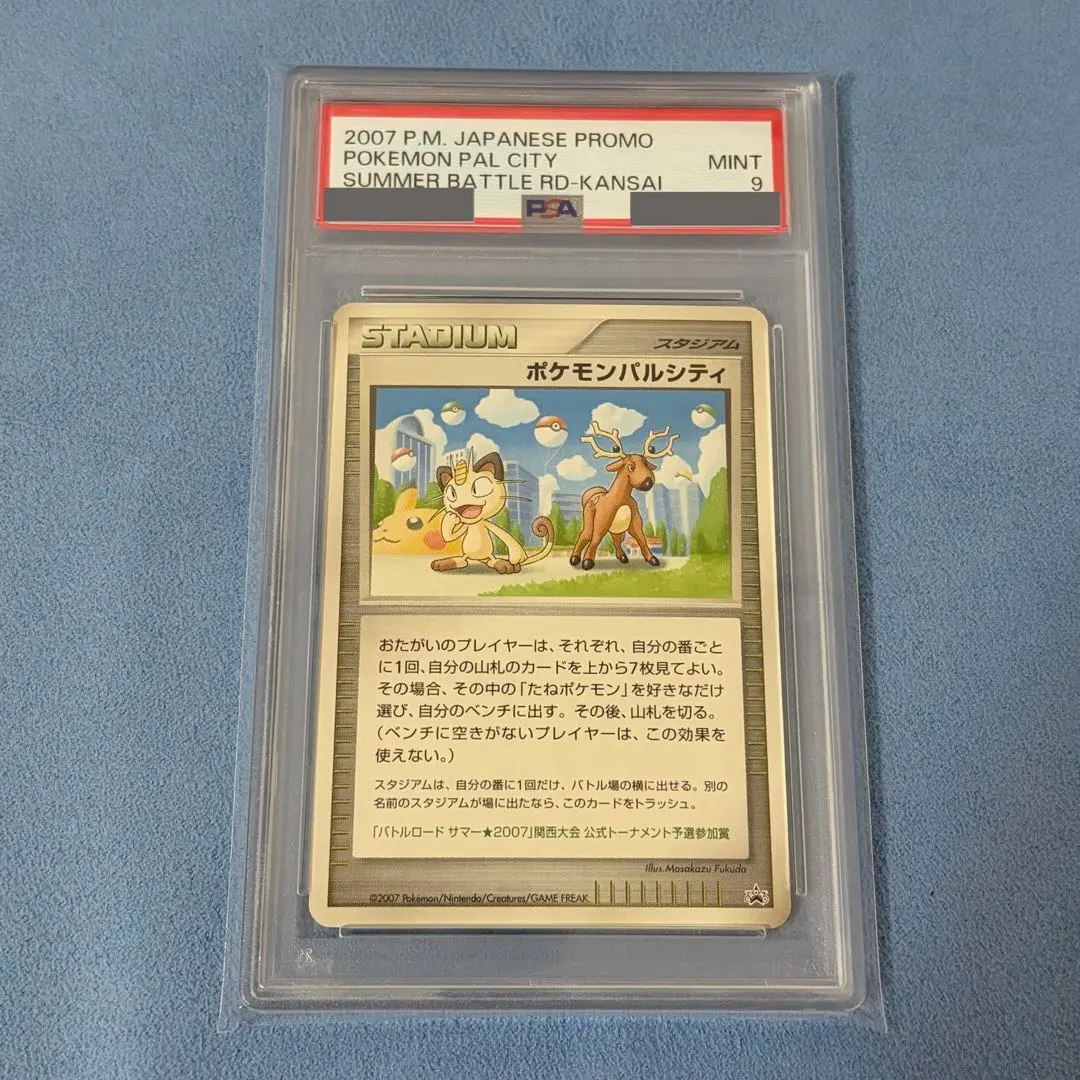 2007 P.M. JAPANESE PROMO
POKEMON PAL CITY
MINT
SUMMER BATTLE RD-KANSAI
9
PSA
STADIUM
スタジアム
ポケモンパルシティ
おたがいのプレイヤーは、それぞれ、自分の番ごと
に1回、自分の山札のカードを上から7枚見てよい。
その場合、その中の「たねポケモン」を好きなだけ
選び、自分のベンチに出す。その後、山札を切る。
(ベンチに空きがないプレイヤーは、この効果を
使えない。)
スタジアムは、自分の番に1回だけ、バトル場の横に出せる。別の
名前のスタジアムが場に出たなら、このカードをトラッシュ。
「バトルロード サマー★2007」関西大会 公式トーナメント予選参加賞
Illus.Masakazu Fukuda
©2007 Pokémon/Nintendo/Creatures/GAME FREAK.